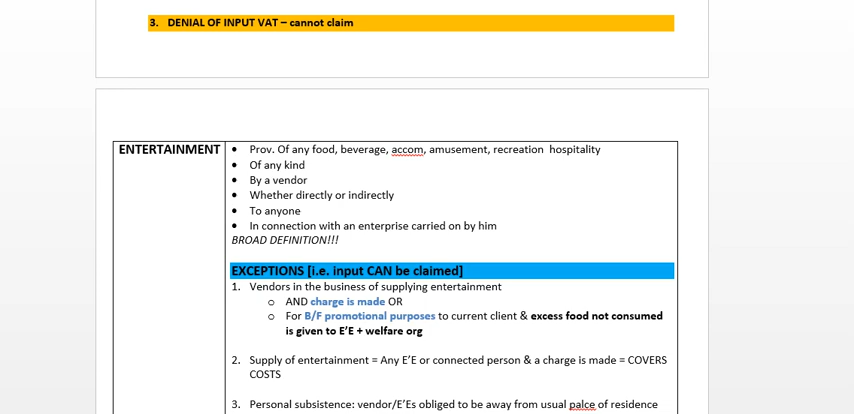 3. DENIAL OF INPUT VAT – cannot claim
ENTERTAINMENT
• Prov. Of any food, beverage, accom, amusement, recreation hospitality
• Of any kind
• By a vendor
• Whether directly or indirectly
• To anyone
• In connection with an enterprise carried on by him
BROAD DEFINITION!!!
EXCEPTIONS [i.e. input CAN be claimed]
1. Vendors in the business of supplying entertainment
o AND charge is made OR
o For B/F promotional purposes to current client & excess food not consumed
is given to E’E + welfare org
2. Supply of entertainment = Any E’E or connected person & a charge is made = COVERS
COSTS
3. Personal subsistence: vendor/E’Es obliged to be away from usual palce of residence